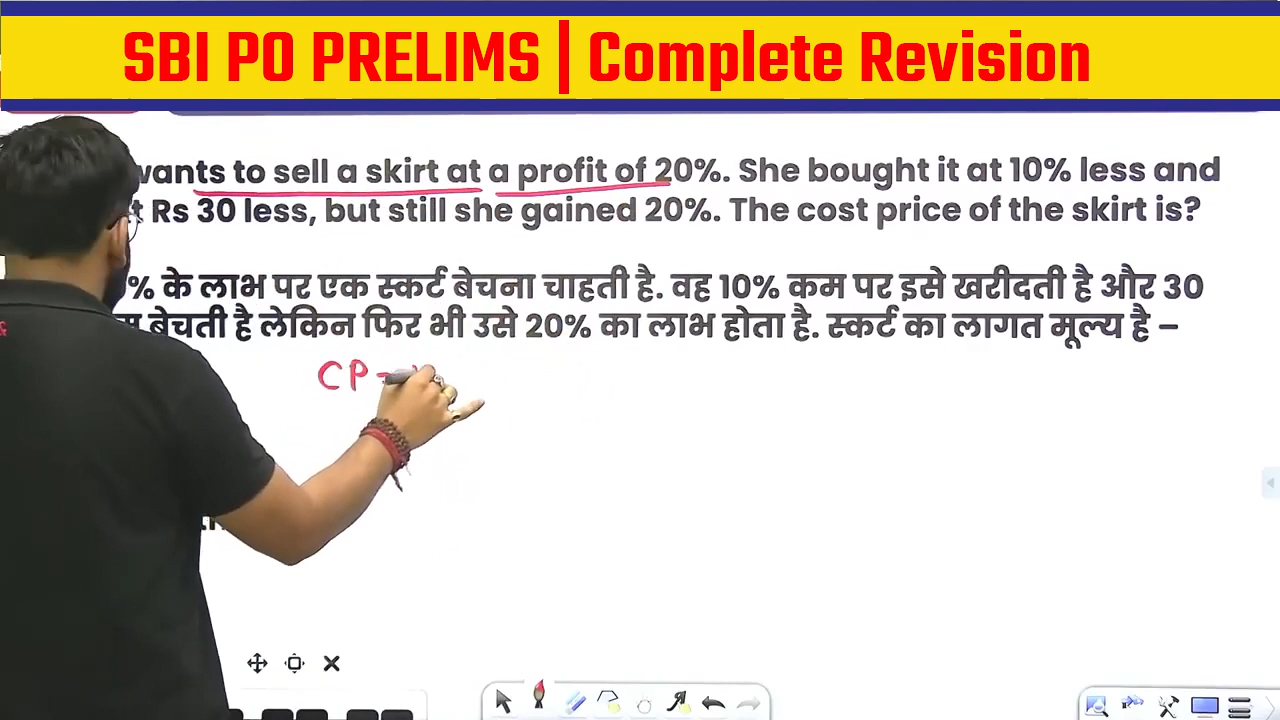 SBI PO PRELIMS | Complete Revision
wants to sell a skirt at a profit of 20%. She bought it at 10% less and
Rs 30 less, but still she gained 20%. The cost price of the skirt is?
% के लाभ पर एक स्कर्ट बेचना चाहती है. वह 10% कम पर इसे खरीदती है और 30
बेचती है लेकिन फिर भी उसे 20% का लाभ होता है. स्कर्ट का लागत मूल्य है –
CP